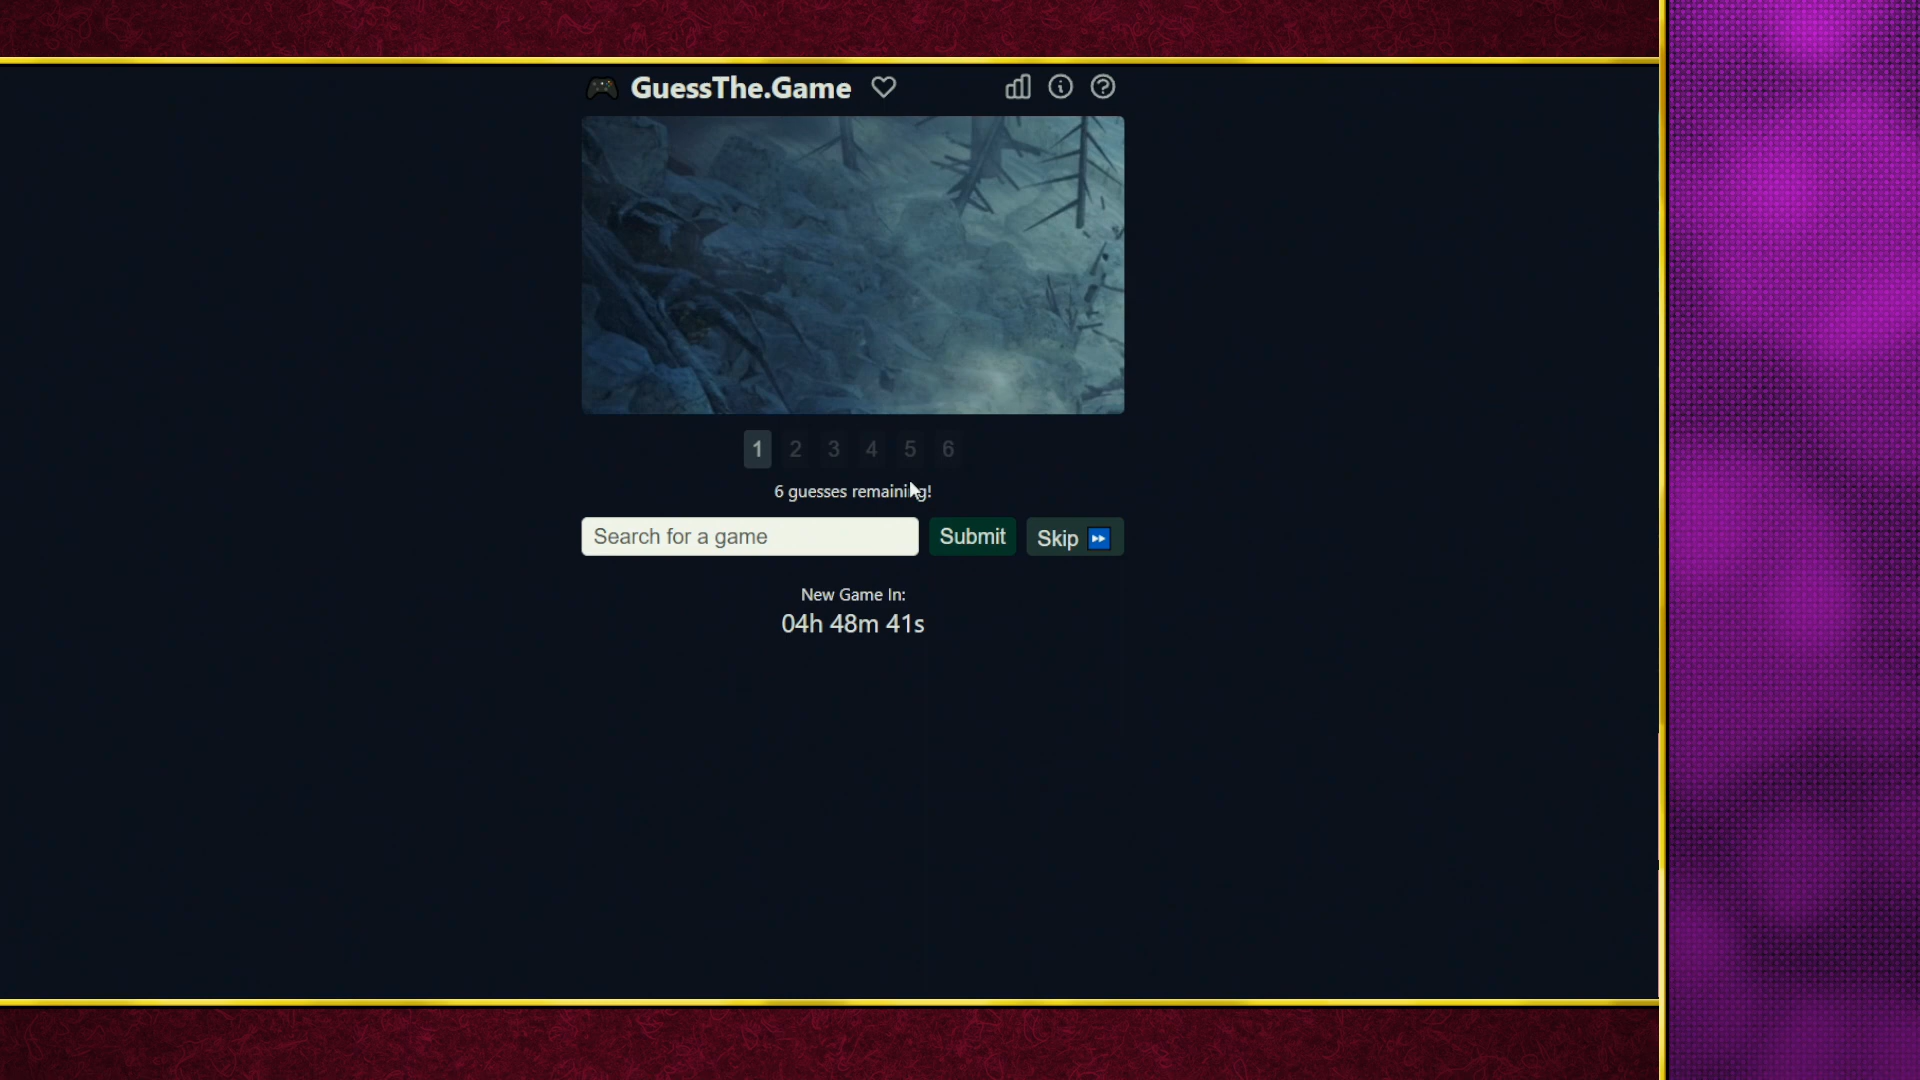 GuessThe.Game
1 2 3 4 5 6
6 guesses remaining!
Search for a game Submit Skip
New Game In:
04h 48m 41s